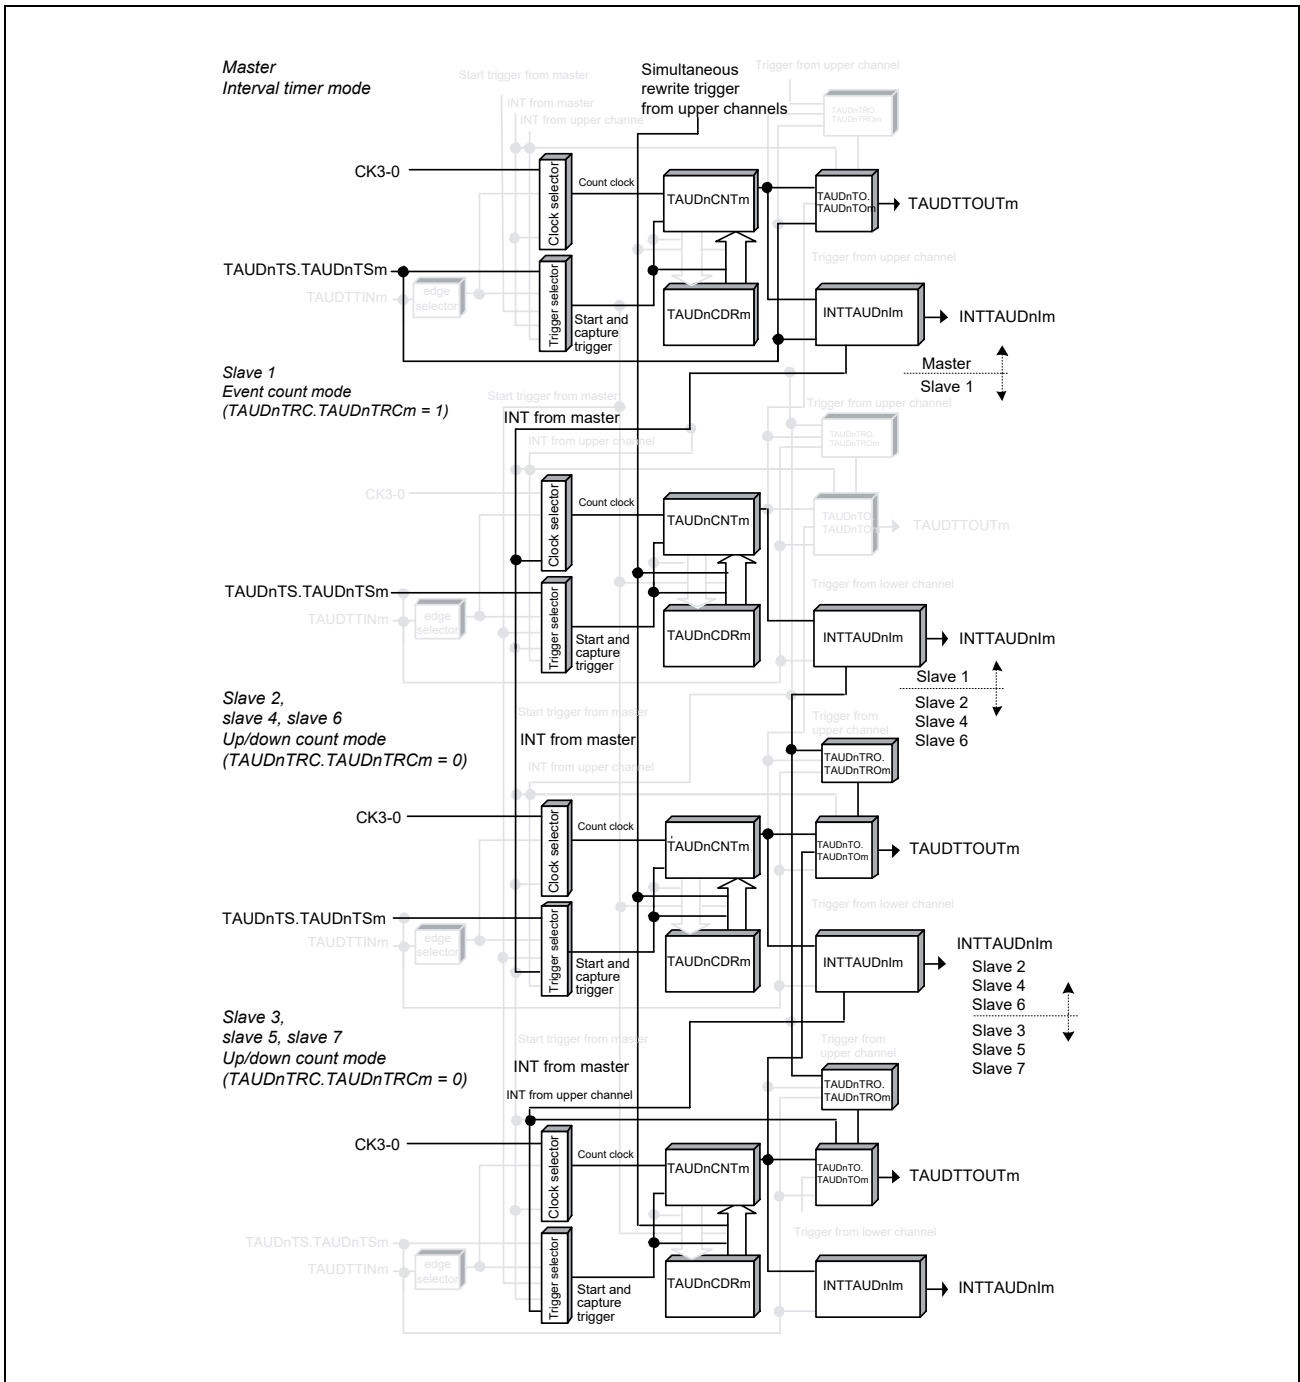 Master
Interval timer mode
Start trigger from master
INT from master
INT from upper channe
Simultaneous
rewrite trigger
from upper channels
Trigger from upper channel
TAUDnTRO.
TAUDnTROm
CK3-0
Clock selector
Count clock
TAUDnCNTm
TAUDnTO.
TAUDnTOm
TAUDTTOUTm
TAUDnTS.TAUDnTSm
TAUDTTINm
edge
selector
Trigger selector
Start and
capture
trigger
TAUDnCDRm
Trigger from upper channel
INTTAUDnIm
INTTAUDnIm
Master
Slave 1
Slave 1
Event count mode
(TAUDnTRC.TAUDnTRCm = 1)
Start trigger from master
INT from master
INT from upper channel
Trigger from upper channel
TAUDnTRO.
TAUDnTROm
CK3-0
Clock selector
Count clock
TAUDnCNTm
TAUDnTO.
TAUDnTOm
TAUDTTOUTm
TAUDnTS.TAUDnTSm
TAUDTTINm
edge
selector
Trigger selector
Start and
capture
trigger
TAUDnCDRm
Trigger from lower channel
INTTAUDnIm
INTTAUDnIm
Slave 1
Slave 2
Slave 4
Slave 6
Slave 2,
slave 4, slave 6
Up/down count mode
(TAUDnTRC.TAUDnTRCm = 0)
Start trigger from master
INT from master
INT from upper channel
Trigger from
upper channel
TAUDnTRO.
TAUDnTROm
CK3-0
Clock selector
Count clock
TAUDnCNTm
TAUDnTO.
TAUDnTOm
TAUDTTOUTm
TAUDnTS.TAUDnTSm
TAUDTTINm
edge
selector
Trigger selector
Start and
capture
trigger
TAUDnCDRm
Trigger from lower channel
INTTAUDnIm
INTTAUDnIm
Slave 2
Slave 4
Slave 6
Slave 3
Slave 5
Slave 7
Slave 3,
slave 5, slave 7
Up/down count mode
(TAUDnTRC.TAUDnTRCm = 0)
Start trigger from master
INT from master
INT from upper channel
Trigger from
upper channel
TAUDnTRO.
TAUDnTROm
CK3-0
Clock selector
Count clock
TAUDnCNTm
TAUDnTO.
TAUDnTOm
TAUDTTOUTm
TAUDnTS.TAUDnTSm
TAUDTTINm
edge
selector
Trigger selector
Start and
capture
trigger
TAUDnCDRm
Trigger from lower channel
INTTAUDnIm
INTTAUDnIm